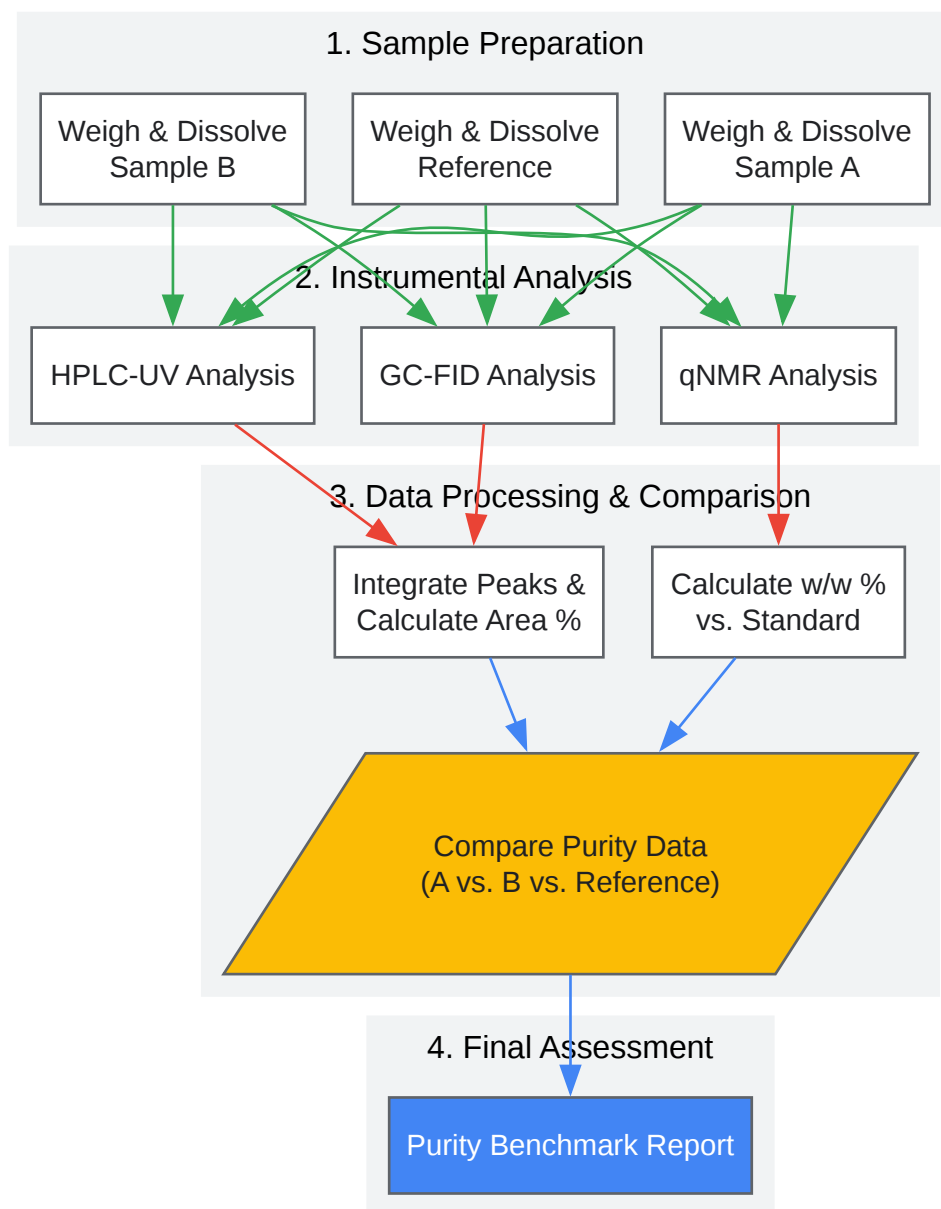 1. Sample Preparation
Weigh & Dissolve
Sample B
Weigh & Dissolve
Reference
Weigh & Dissolve
Sample A
2. Instrumental Analysis
HPLC-UV Analysis
GC-FID Analysis
qNMR Analysis
3. Data Processing & Comparison
Integrate Peaks &
Calculate Area %
Calculate w/w %
vs. Standard
Compare Purity Data
(A vs. B vs. Reference)
4. Final Assessment
Purity Benchmark Report